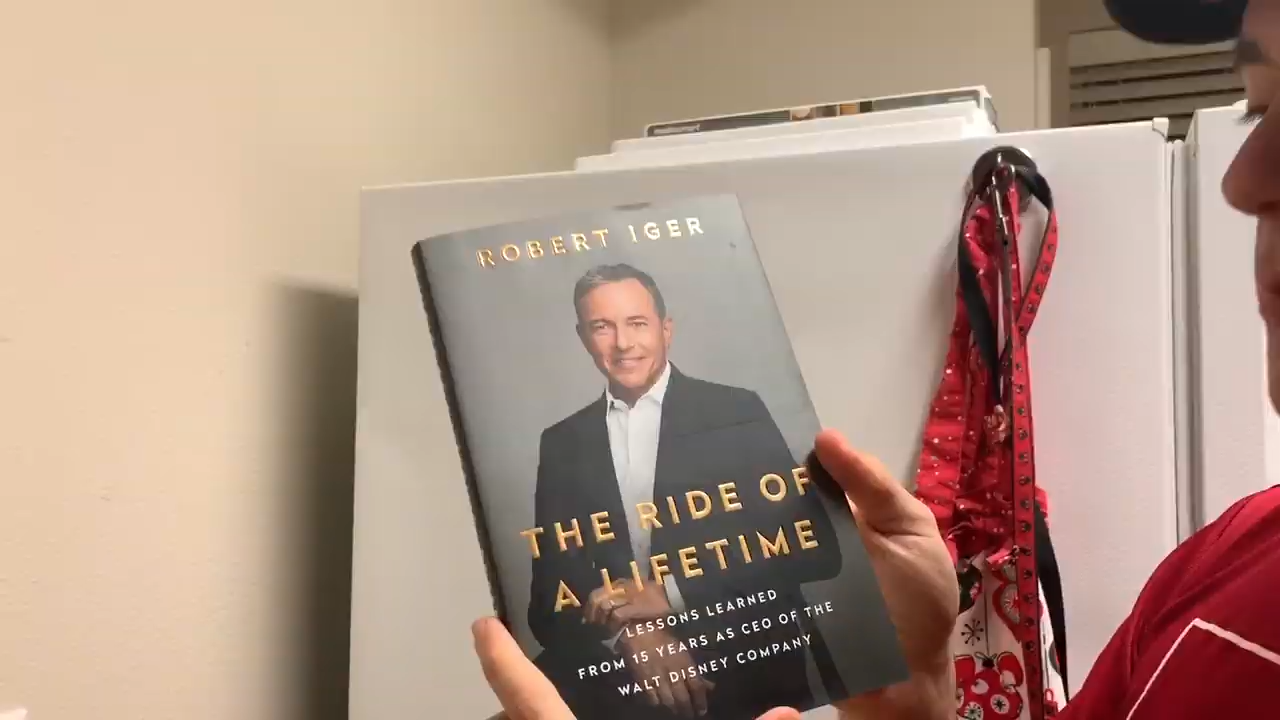 ROBERT IGER
THE RIDE OF
A LIFETIME
LESSONS LEARNED
FROM 15 YEARS AS CEO OF THE
WALT DISNEY COMPANY